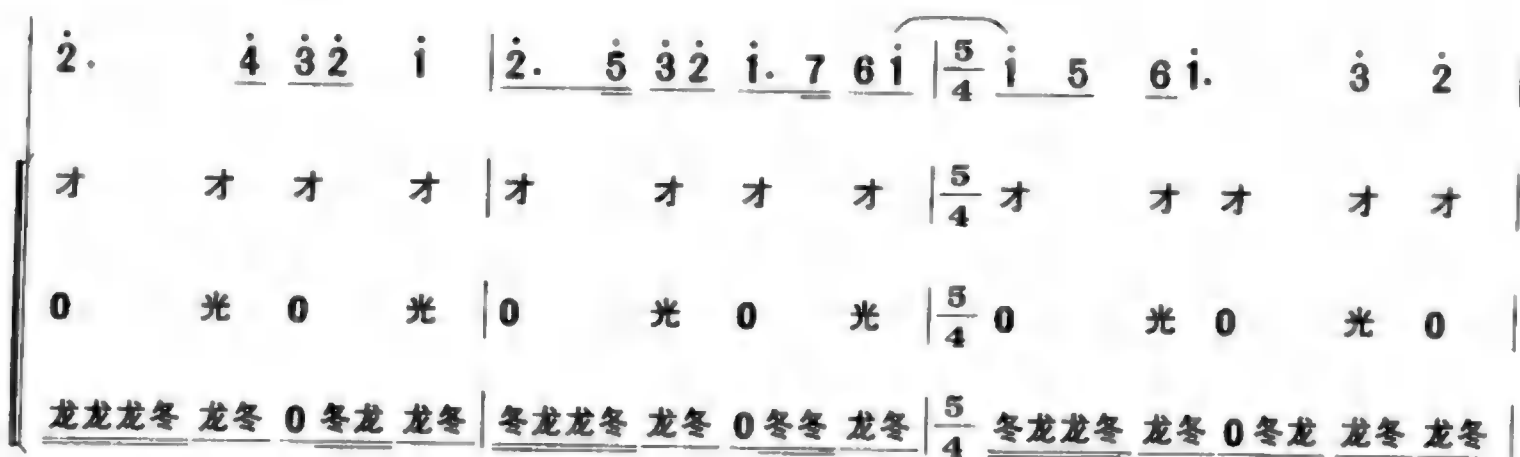 2̇. 4̇ 3̇2̇ 1̇ | 2̇. 5̇ 3̇2̇ 1̇. 7 61̇ | 5/4 1̇ 5 61̇. 3̇ 2̇ |
才 才 才 才 | 才 才 才 才 | 5/4 才 才 才 才 才 |
0 光 0 光 | 0 光 0 光 | 5/4 0 光 0 光 0 |
龙龙龙冬 龙冬 0冬龙 龙冬 | 冬龙龙冬 龙冬 0冬冬 龙冬 | 5/4 冬龙龙冬 龙冬 0冬龙 龙冬 龙冬 |